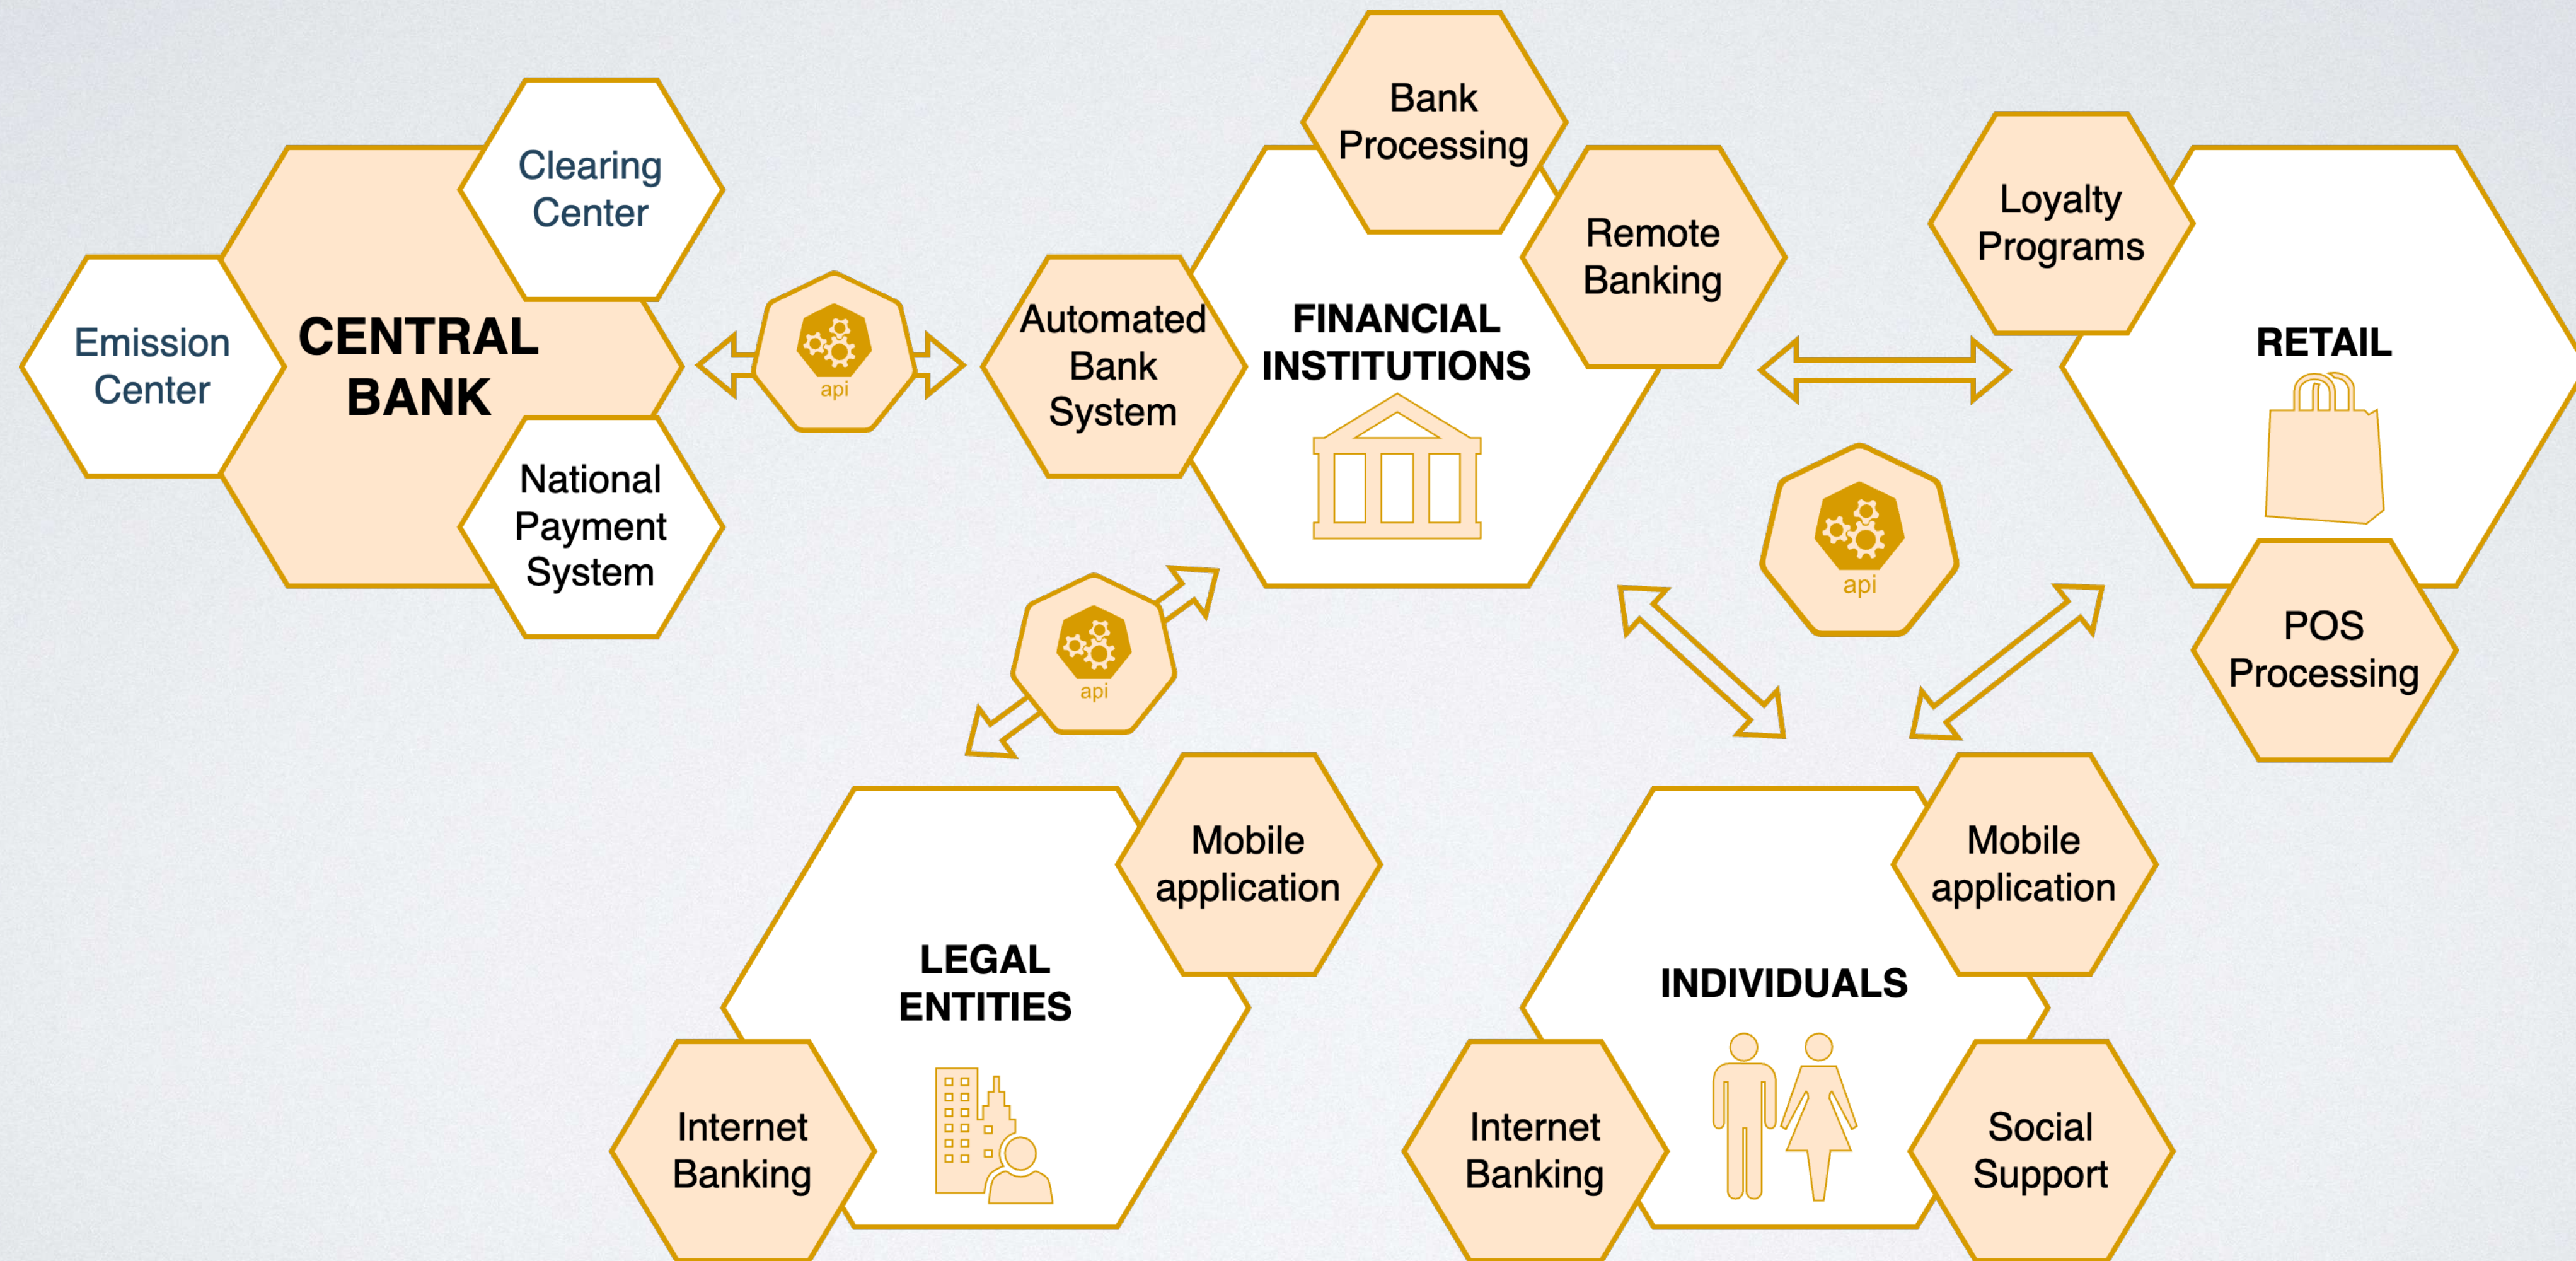 Clearing
Center
Emission
Center
CENTRAL
BANK
National
Payment
System
api
Bank
Processing
Remote
Banking
Automated
Bank
System
FINANCIAL
INSTITUTIONS
Loyalty
Programs
RETAIL
POS
Processing
api
api
LEGAL
ENTITIES
Mobile
application
Internet
Banking
INDIVIDUALS
Mobile
application
Internet
Banking
Social
Support